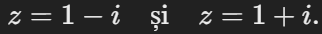 z = 1 − i și z = 1 + i.